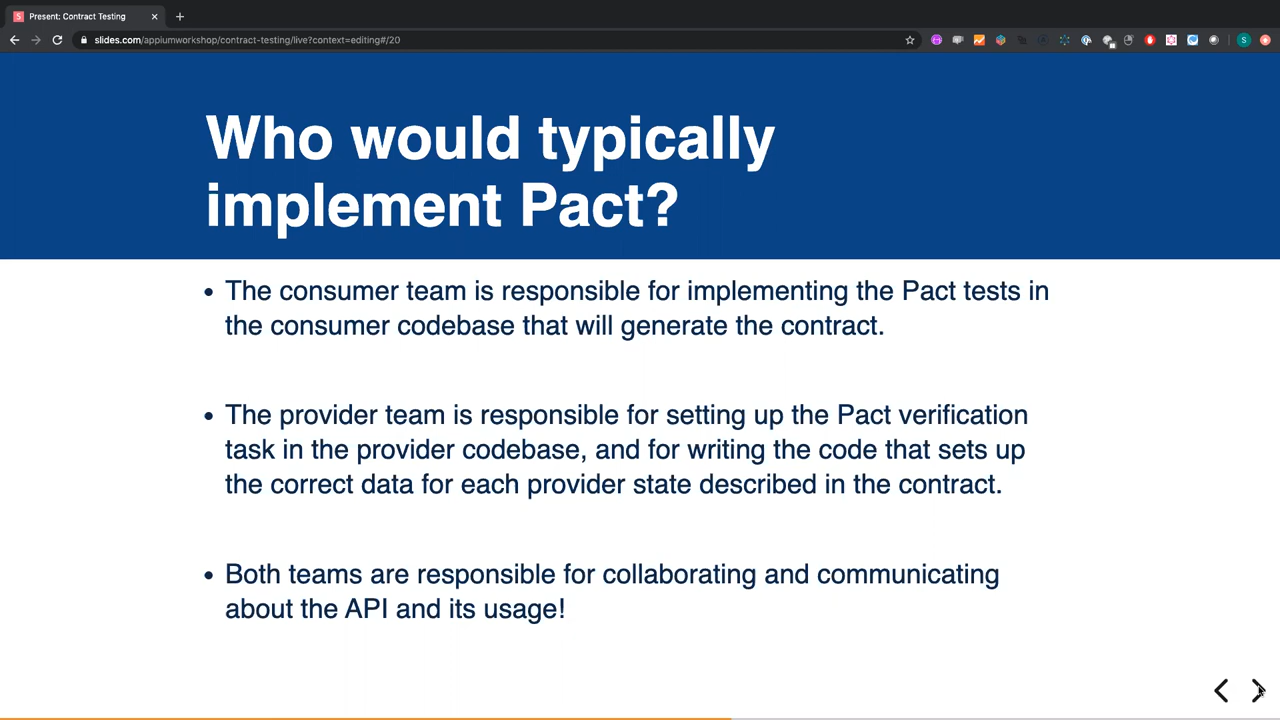 Present: Contract Testing
slides.com/appiumworkshop/contract-testing/live?context=editing#/20
Who would typically
implement Pact?
• The consumer team is responsible for implementing the Pact tests in
the consumer codebase that will generate the contract.
• The provider team is responsible for setting up the Pact verification
task in the provider codebase, and for writing the code that sets up
the correct data for each provider state described in the contract.
• Both teams are responsible for collaborating and communicating
about the API and its usage!